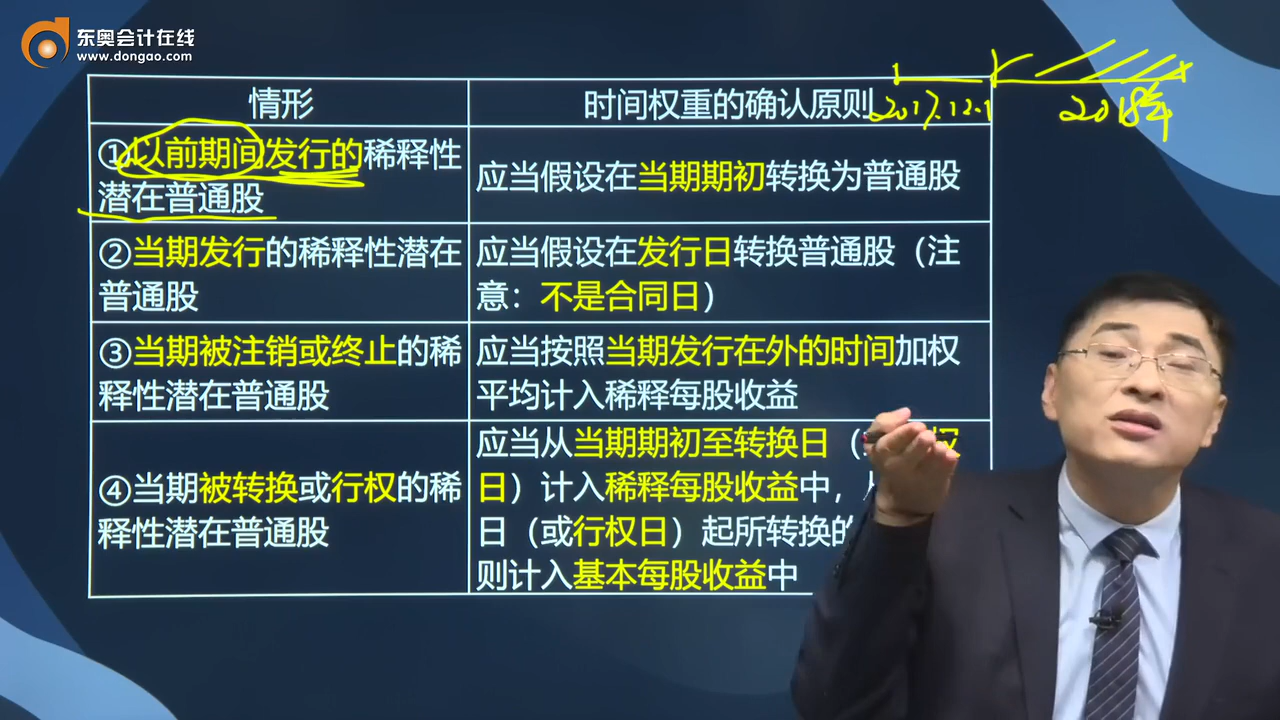 东奥会计在线
www.dongao.com
2017.12.1
2018年
情形
时间权重的确认原则
①以前期间发行的稀释性
潜在普通股
应当假设在当期期初转换为普通股
②当期发行的稀释性潜在
普通股
应当假设在发行日转换普通股（注
意：不是合同日）
③当期被注销或终止的稀
释性潜在普通股
应当按照当期发行在外的时间加权
平均计入稀释每股收益
④当期被转换或行权的稀
释性潜在普通股
应当从当期期初至转换日（
权
日）计入稀释每股收益中，
日（或行权日）起所转换的
则计入基本每股收益中